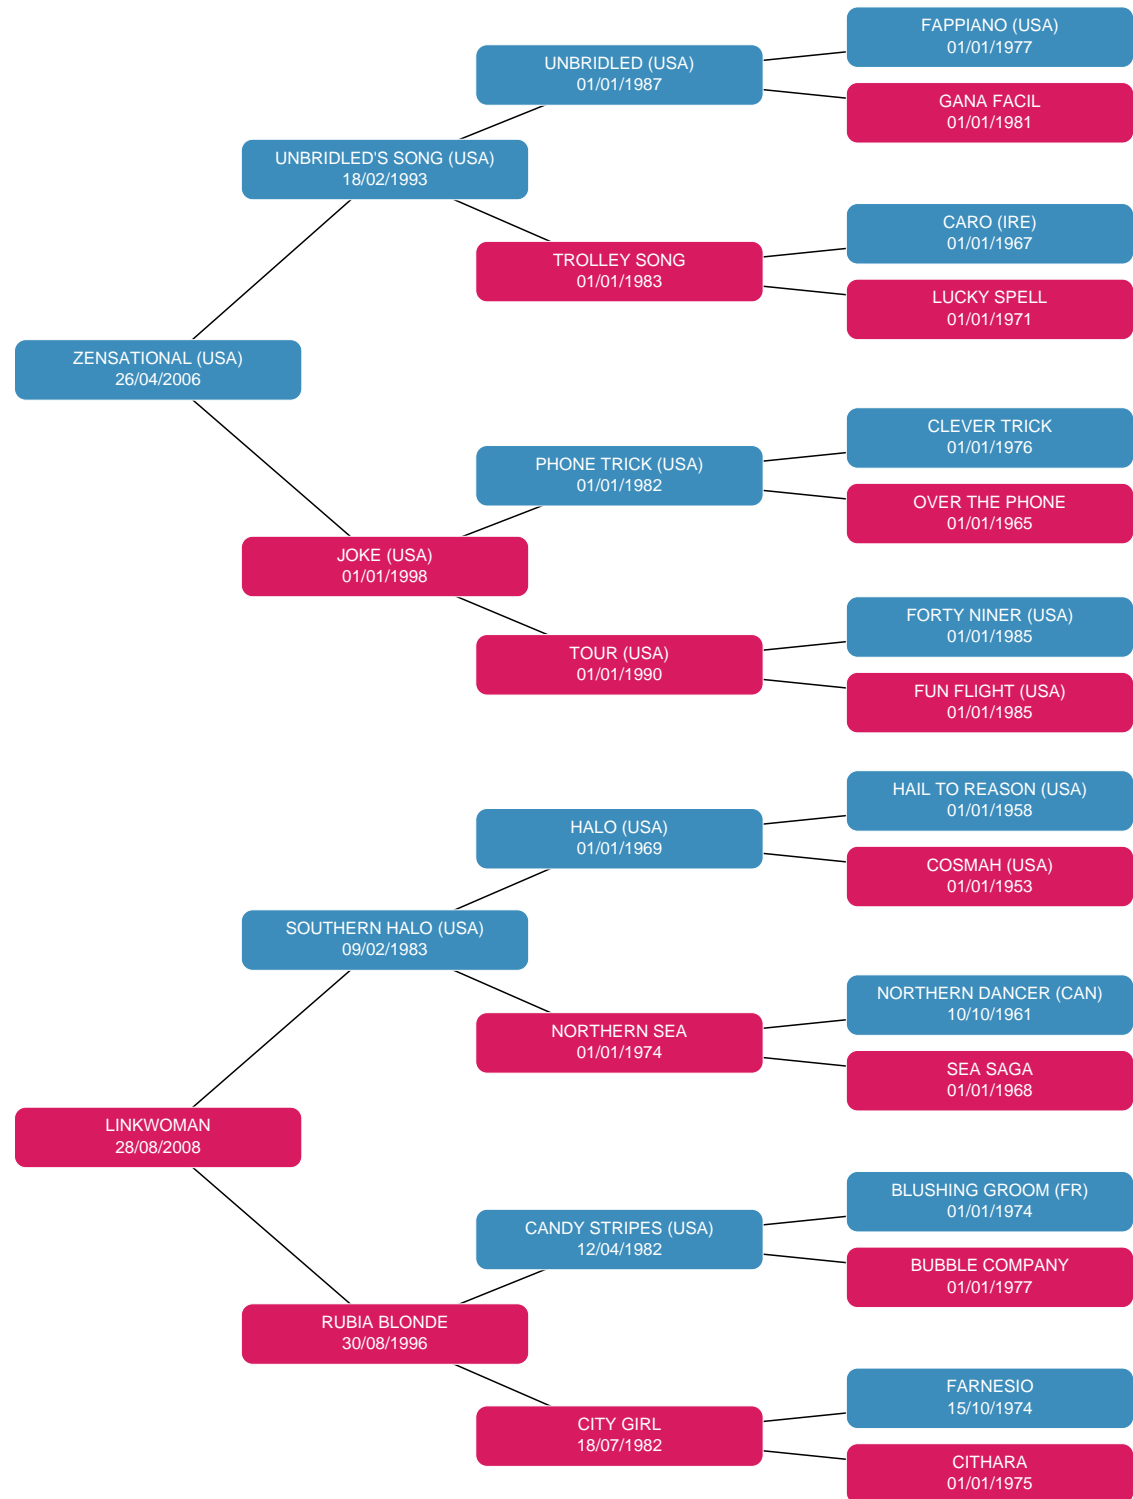 FAPPIANO (USA)
01/01/1977
UNBRIDLED (USA)
01/01/1987
GANA FACIL
01/01/1981
UNBRIDLED'S SONG (USA)
18/02/1993
CARO (IRE)
01/01/1967
TROLLEY SONG
01/01/1983
LUCKY SPELL
01/01/1971
ZENSATIONAL (USA)
26/04/2006
CLEVER TRICK
01/01/1976
PHONE TRICK (USA)
01/01/1982
OVER THE PHONE
01/01/1965
JOKE (USA)
01/01/1998
FORTY NINER (USA)
01/01/1985
TOUR (USA)
01/01/1990
FUN FLIGHT (USA)
01/01/1985
HAIL TO REASON (USA)
01/01/1958
HALO (USA)
01/01/1969
COSMAH (USA)
01/01/1953
SOUTHERN HALO (USA)
09/02/1983
NORTHERN DANCER (CAN)
10/10/1961
NORTHERN SEA
01/01/1974
SEA SAGA
01/01/1968
LINKWOMAN
28/08/2008
BLUSHING GROOM (FR)
01/01/1974
CANDY STRIPES (USA)
12/04/1982
BUBBLE COMPANY
01/01/1977
RUBIA BLONDE
30/08/1996
FARNESIO
15/10/1974
CITY GIRL
18/07/1982
CITHARA
01/01/1975